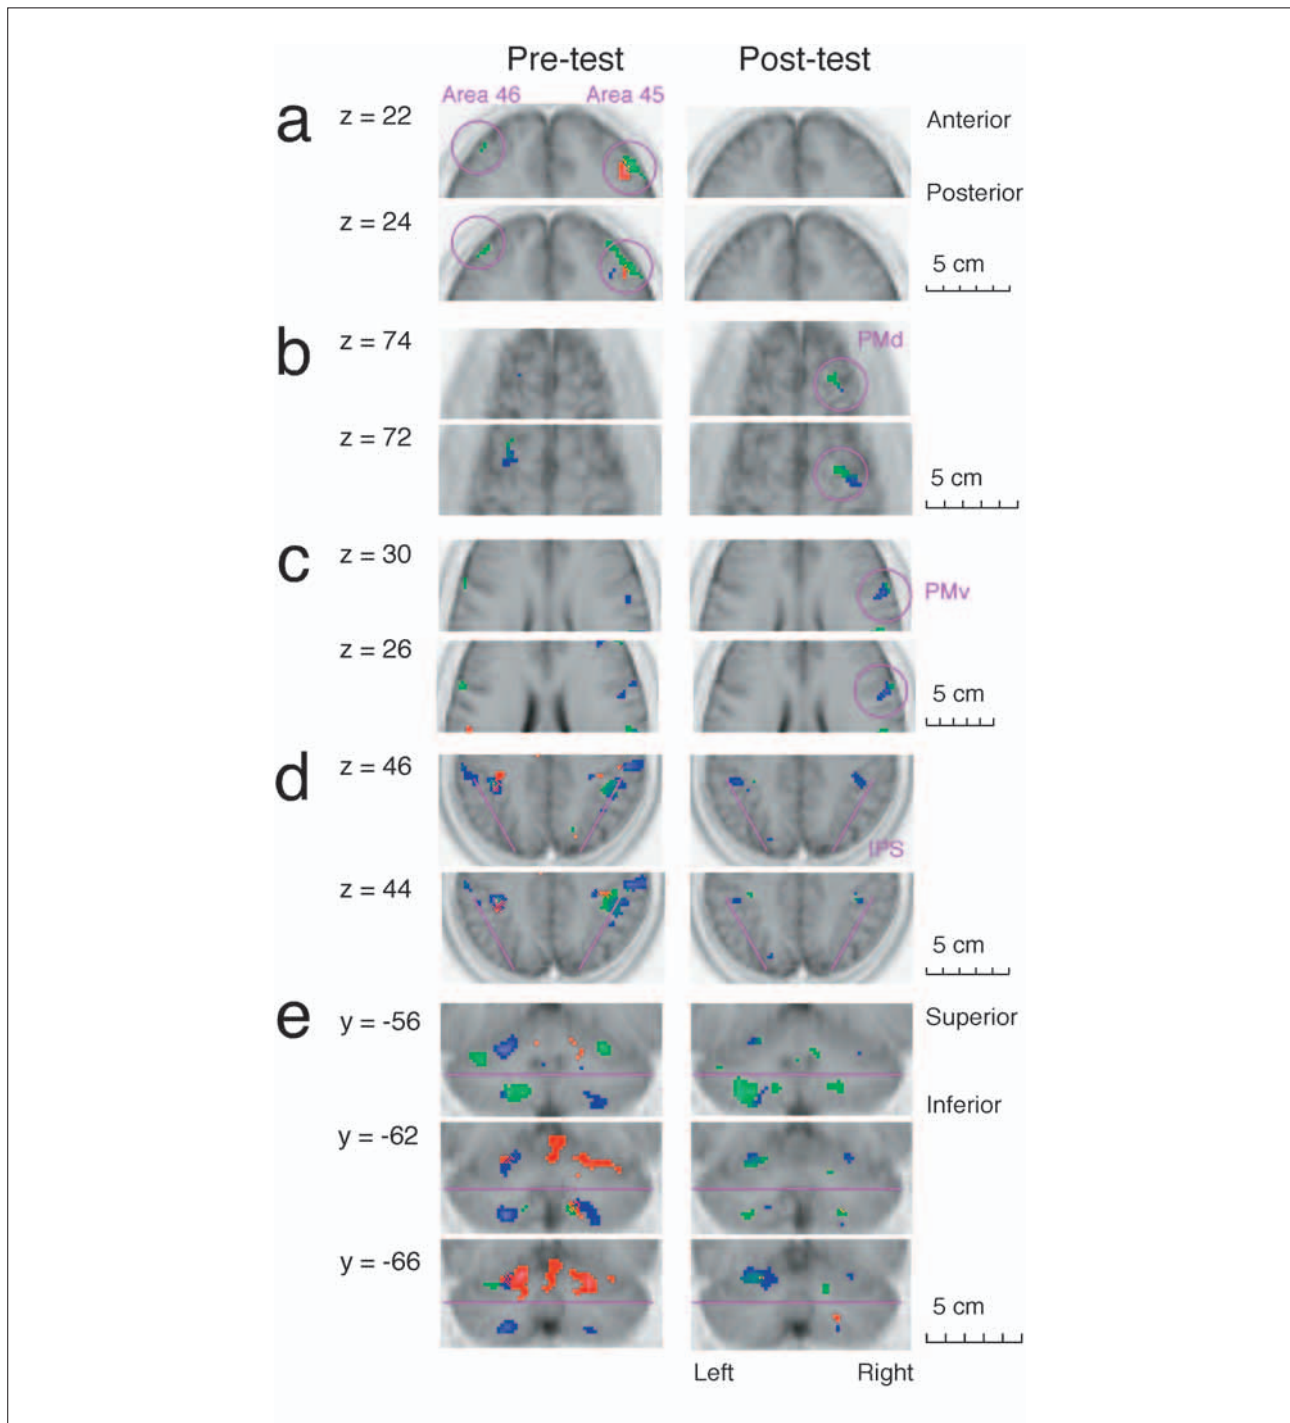 Pre-test Post-test
Area 46 Area 45
a z = 22 Anterior
Posterior
z = 24
5 cm
b z = 74 PMd
z = 72
5 cm
c z = 30
PMv
z = 26
5 cm
d z = 46
IPS
z = 44
5 cm
e y = -56 Superior
Inferior
y = -62
y = -66
5 cm
Left Right